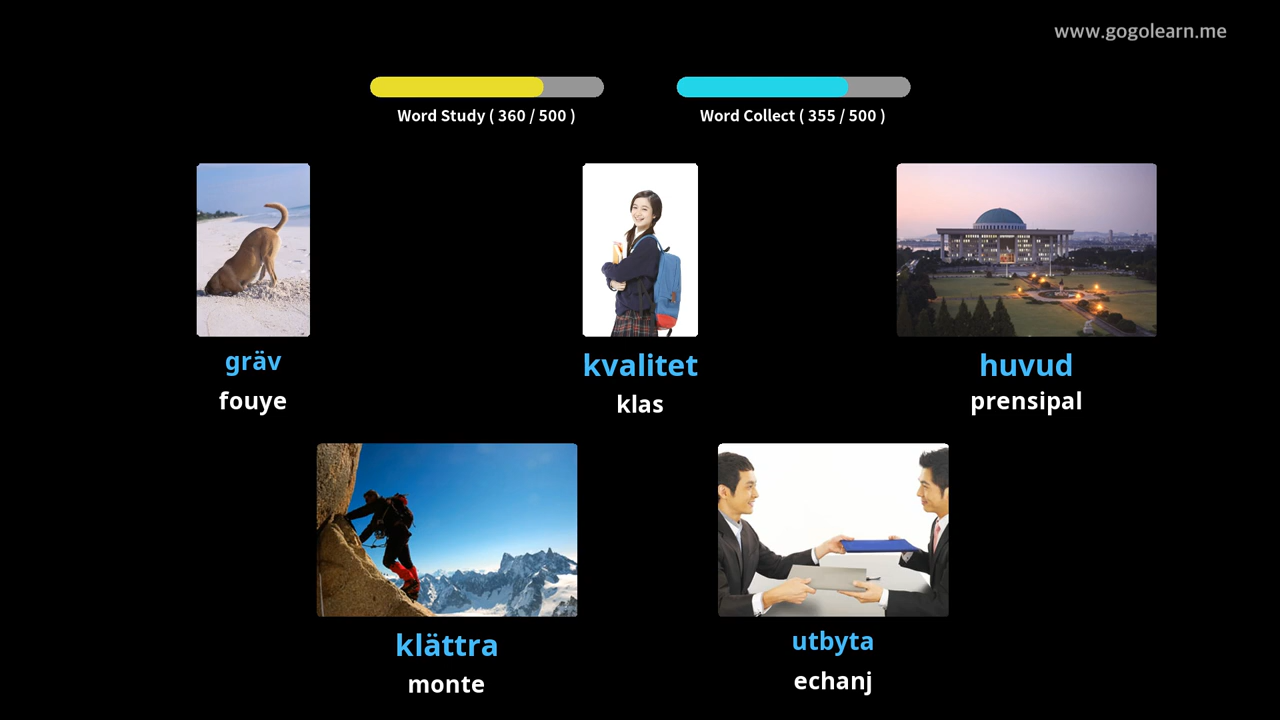 www.gogolearn.me
Word Study ( 360 / 500 )
Word Collect ( 355 / 500 )
gräv
fouye
kvalitet
klas
huvud
prensipal
klättra
monte
utbyta
echanj